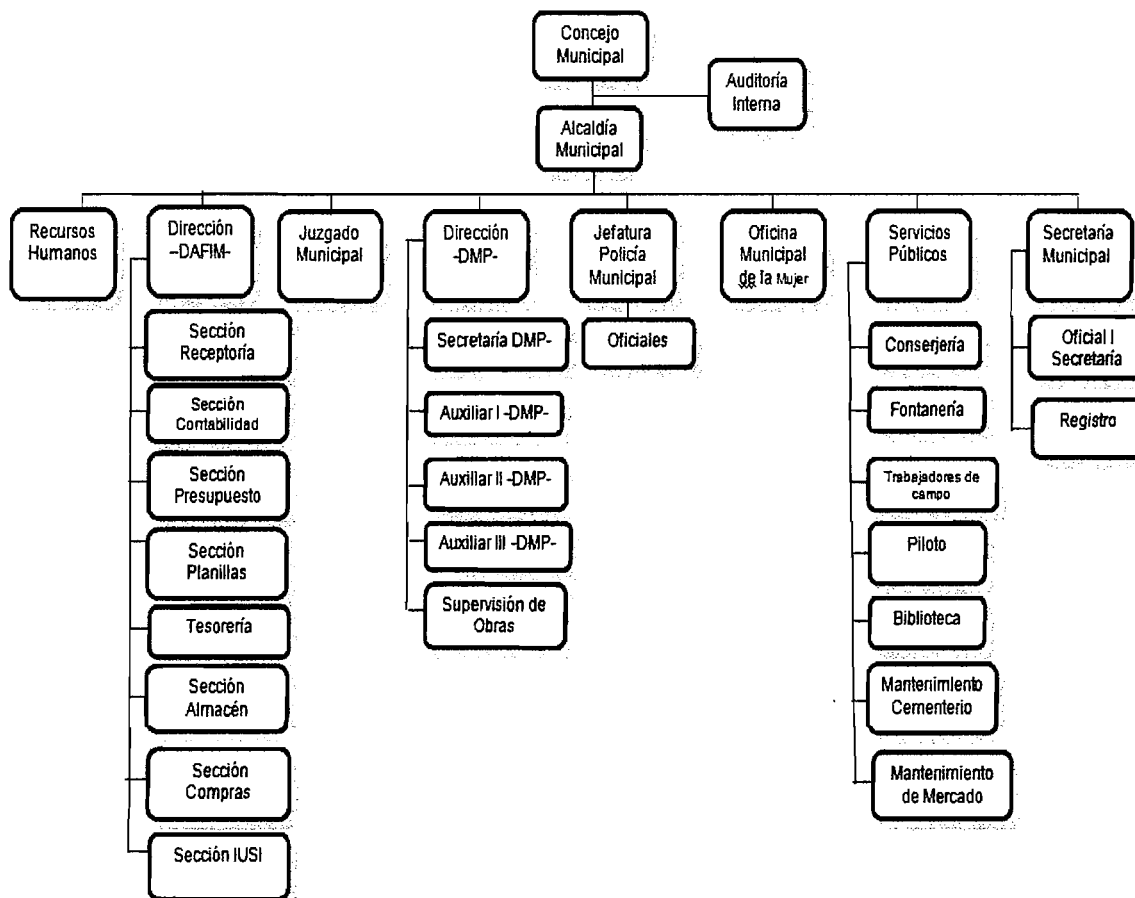 Concejo
Municipal
Auditoría
Interna
Alcaldía
Municipal
Recursos
Humanos
Dirección
–DAFIM-
Juzgado
Municipal
Dirección
-DMP-
Jefatura
Policía
Municipal
Oficina
Municipal
de la Mujer
Servicios
Públicos
Secretaría
Municipal
Sección
Receptoría
Sección
Contabilidad
Sección
Presupuesto
Sección
Planillas
Tesorería
Sección
Almacén
Sección
Compras
Sección IUSI
Secretaría DMP-
Auxiliar I -DMP-
Auxiliar II -DMP-
Auxiliar III -DMP-
Supervisión de
Obras
Oficiales
Conserjería
Fontanería
Trabajadores de
campo
Piloto
Biblioteca
Mantenimiento
Cementerio
Mantenimiento
de Mercado
Oficial I
Secretaría
Registro